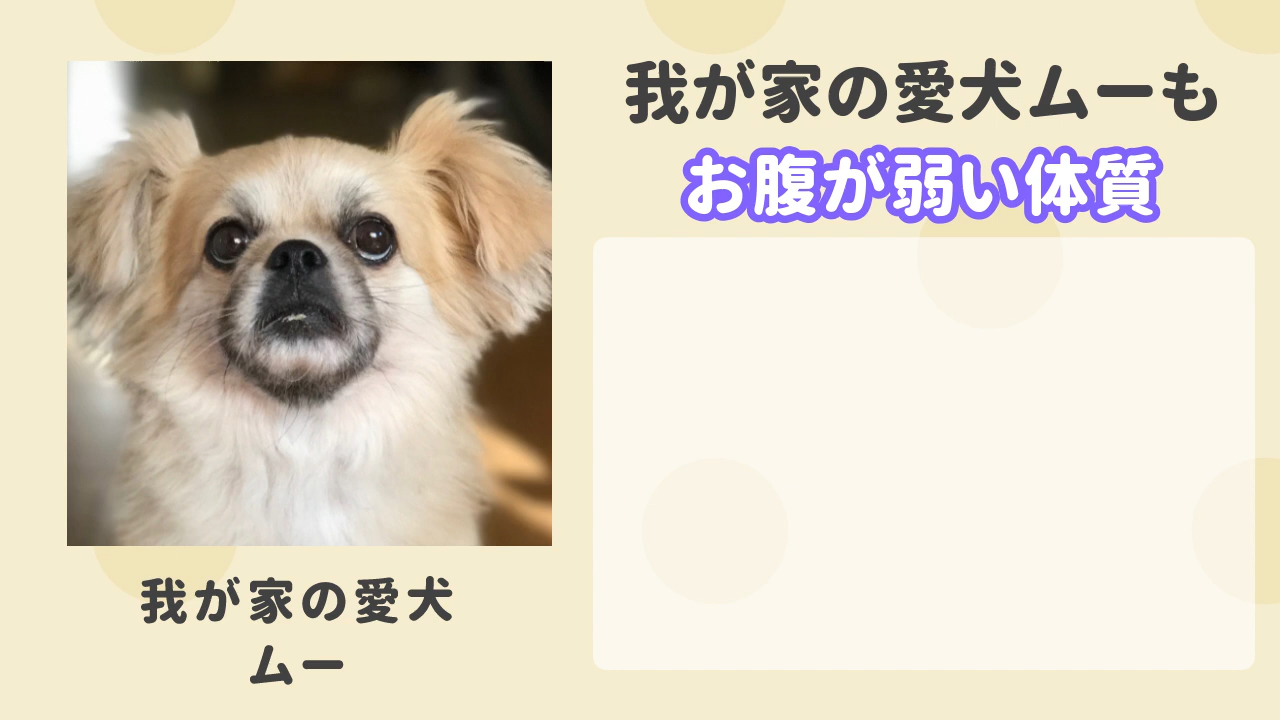 我が家の愛犬ムーも
お腹が弱い体質
我が家の愛犬
ムー